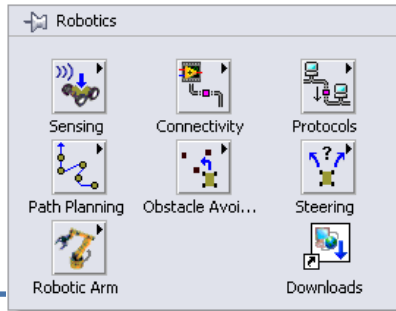 Robotics
Sensing Connectivity Protocols
Path Planning Obstacle Avoi... Steering
Robotic Arm Downloads